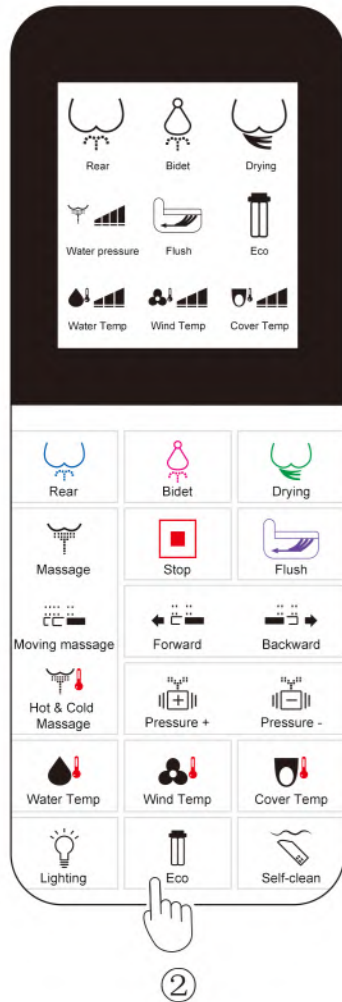 Rear Bidet Drying
Water pressure Flush Eco
Water Temp Wind Temp Cover Temp
Rear Bidet Drying
Massage Stop Flush
Moving massage Forward Backward
Hot & Cold
Massage Pressure + Pressure -
Water Temp Wind Temp Cover Temp
Lighting Eco Self-clean
②